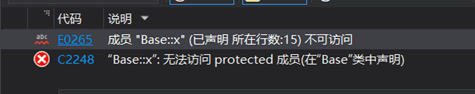 代码 说明
abc E0265 成员 "Base::x" (已声明 所在行数:15) 不可访问
C2248 “Base::x”: 无法访问 protected 成员(在“Base”类中声明)